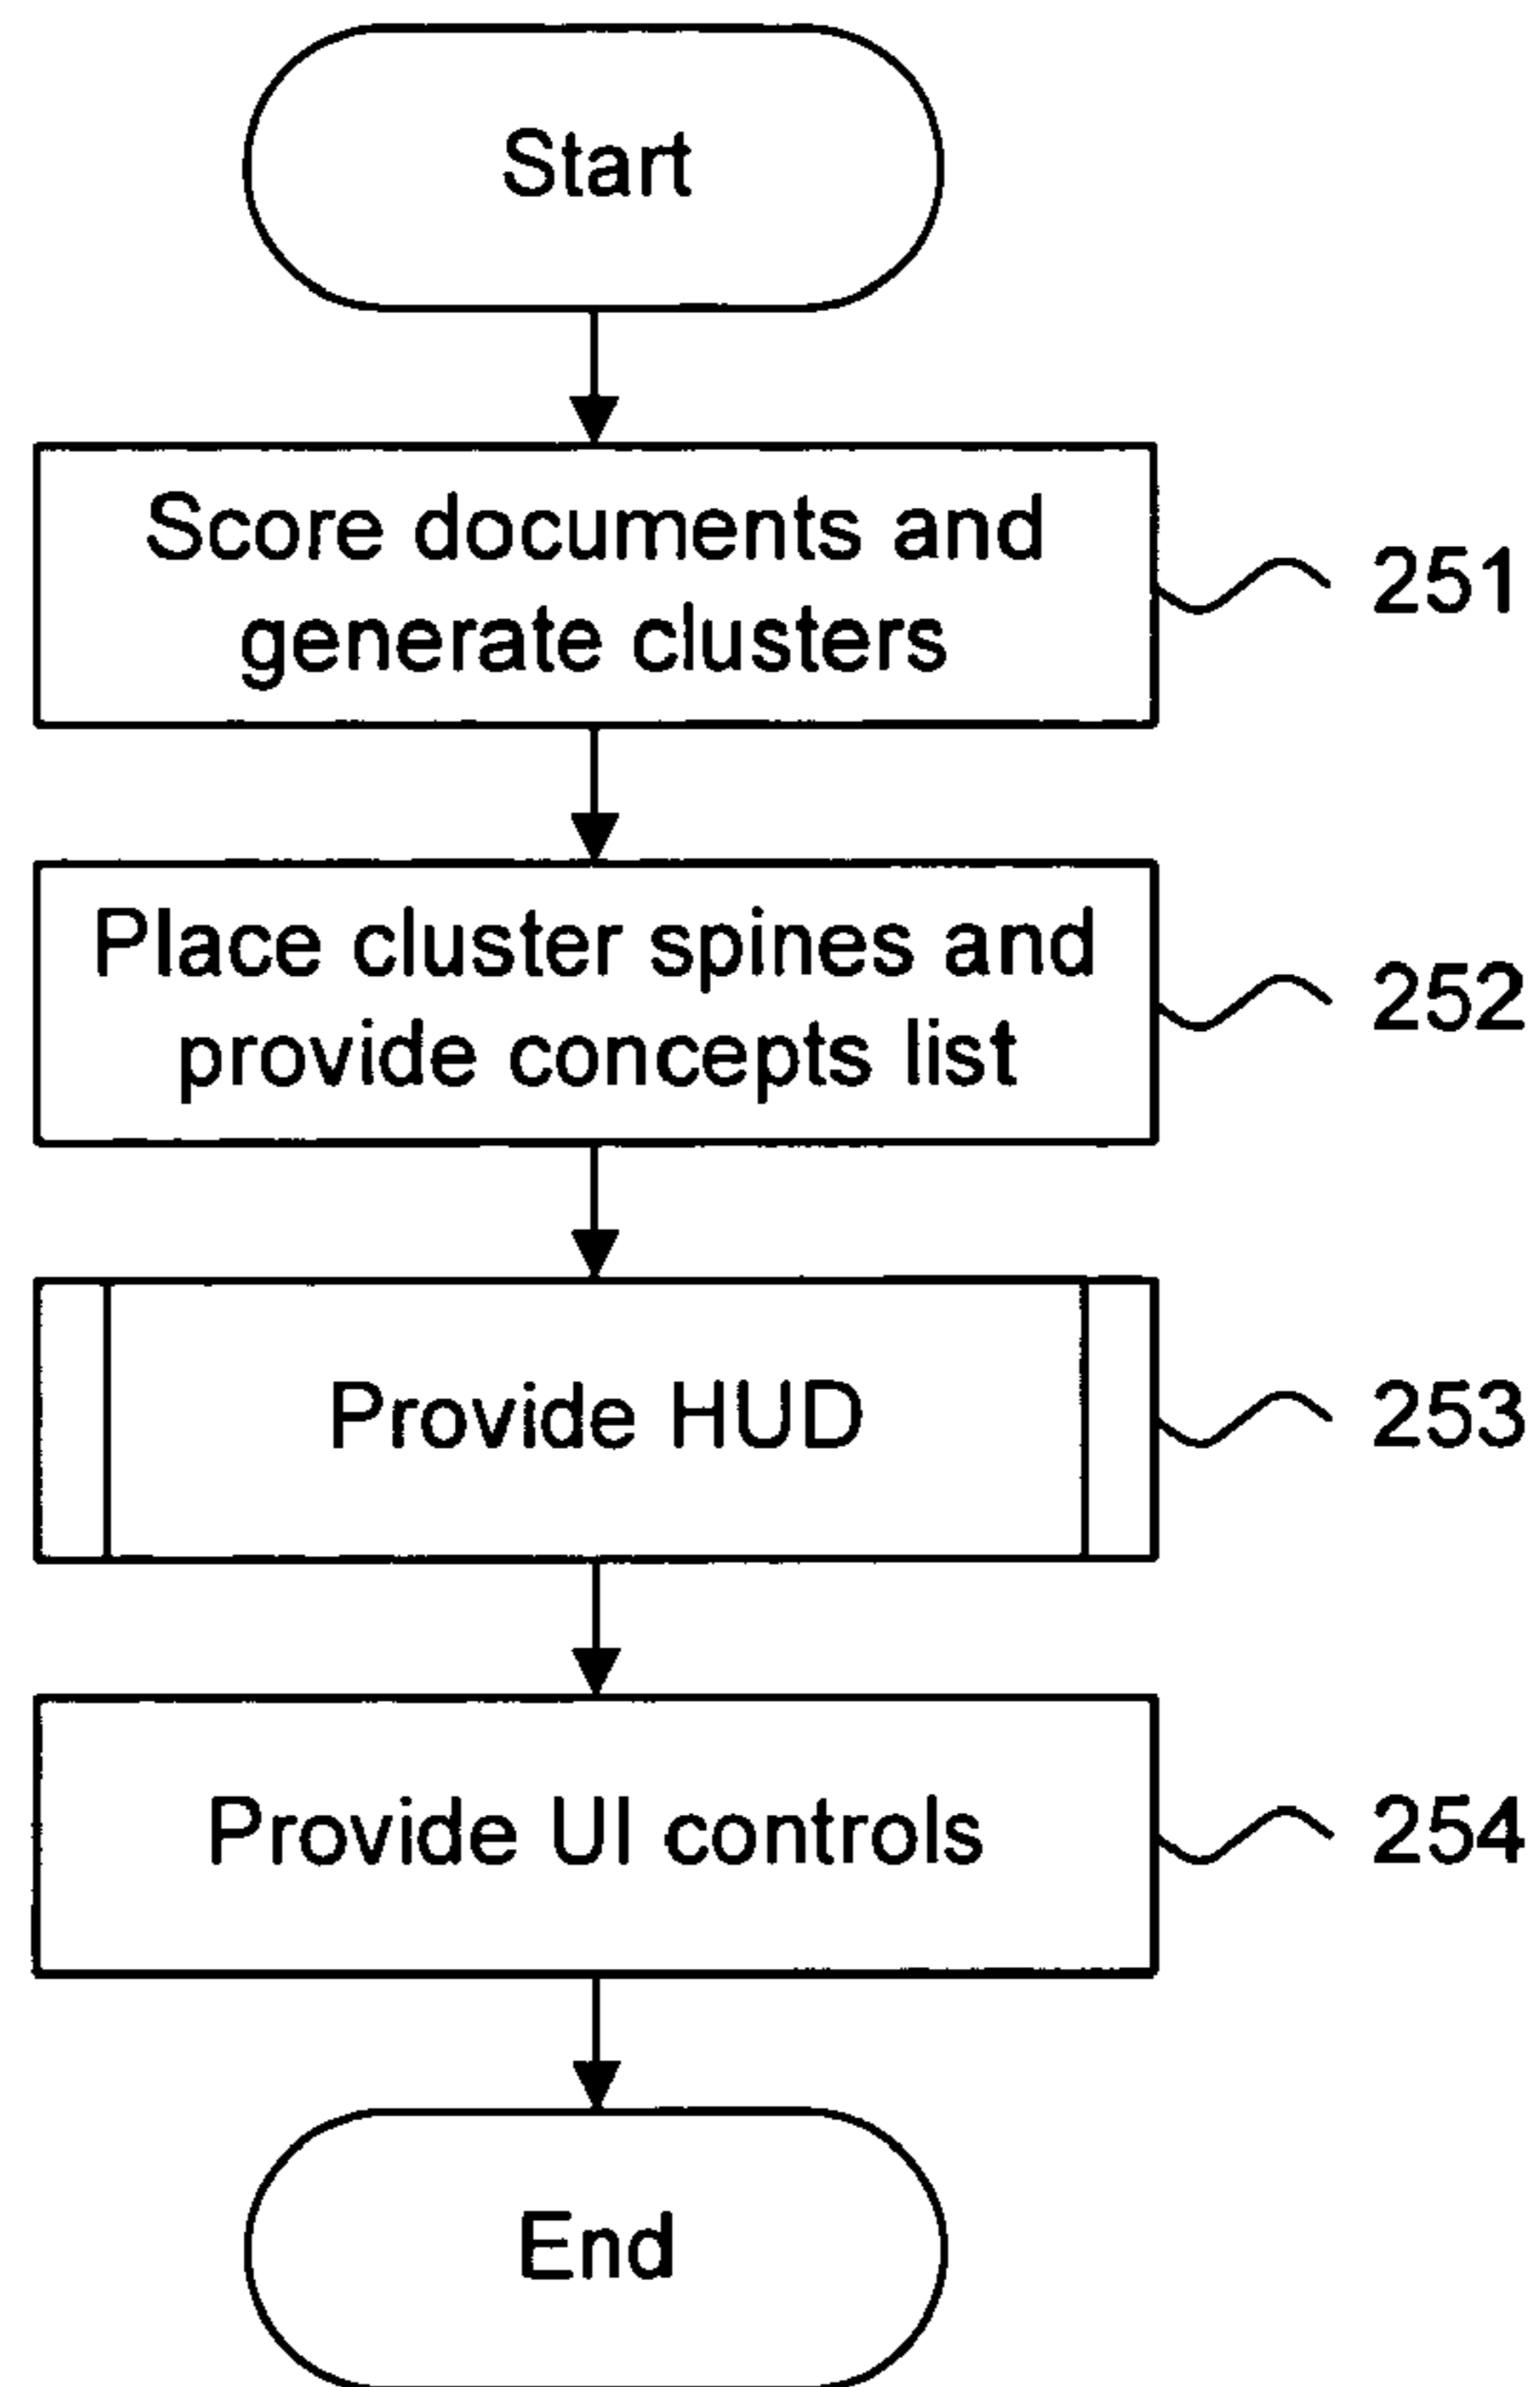 Start
Score documents and
generate clusters
251
Place cluster spines and
provide concepts list
252
Provide HUD
253
Provide UI controls
254
End